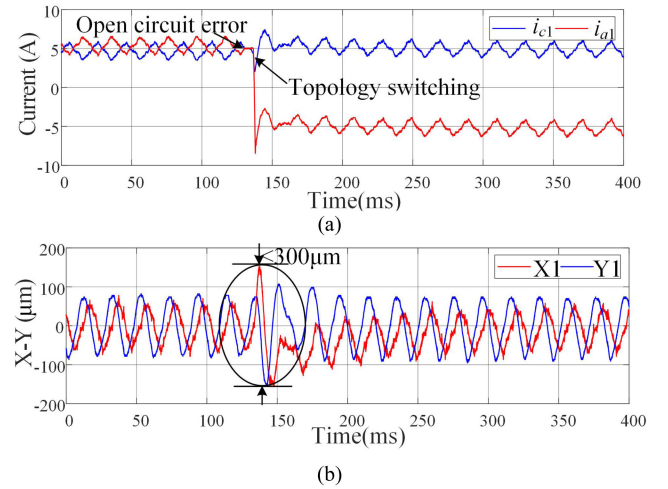 Open circuit error
i_c1 i_a1
Topology switching
Current (A)
10
5
0
-5
-10
0 50 100 150 200 250 300 350 400
Time(ms)
(a)
<300μm
X1 Y1
X-Y (μm)
200
100
0
-100
-200
0 50 100 150 200 250 300 350 400
Time(ms)
(b)